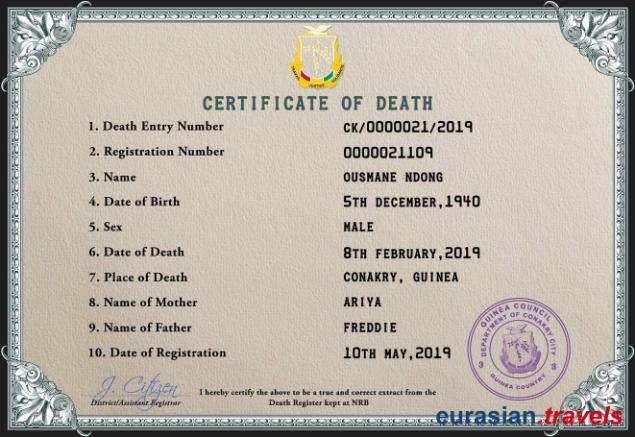 CERTIFICATE OF DEATH
1. Death Entry Number CK/0000021/2019
2. Registration Number 0000021109
3. Name OUSMANE NDONG
4. Date of Birth 5TH DECEMBER,1940
5. Sex MALE
6. Date of Death 8TH FEBRUARY,2019
7. Place of Death CONAKRY, GUINEA
8. Name of Mother ARIYA
9. Name of Father FREDDIE
10. Date of Registration 10TH MAY,2019
GUINEA COUNCIL
DEPARTMENT OF CONAKRY CITY
GUINEA COUNTRY
J. Citizen
District/Assistant Registrar
I hereby certify the above to be a true and correct extract from the
Death Register kept at NRB
eurasian.travels